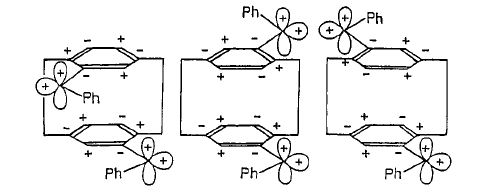 Ph Ph
+ + + +
+ − + − + −
− + − + − +
+ − + − + − +
+ +
Ph
+ − + − + −
− + − + − +
+ − + − + −
+ + + + + +
Ph Ph Ph